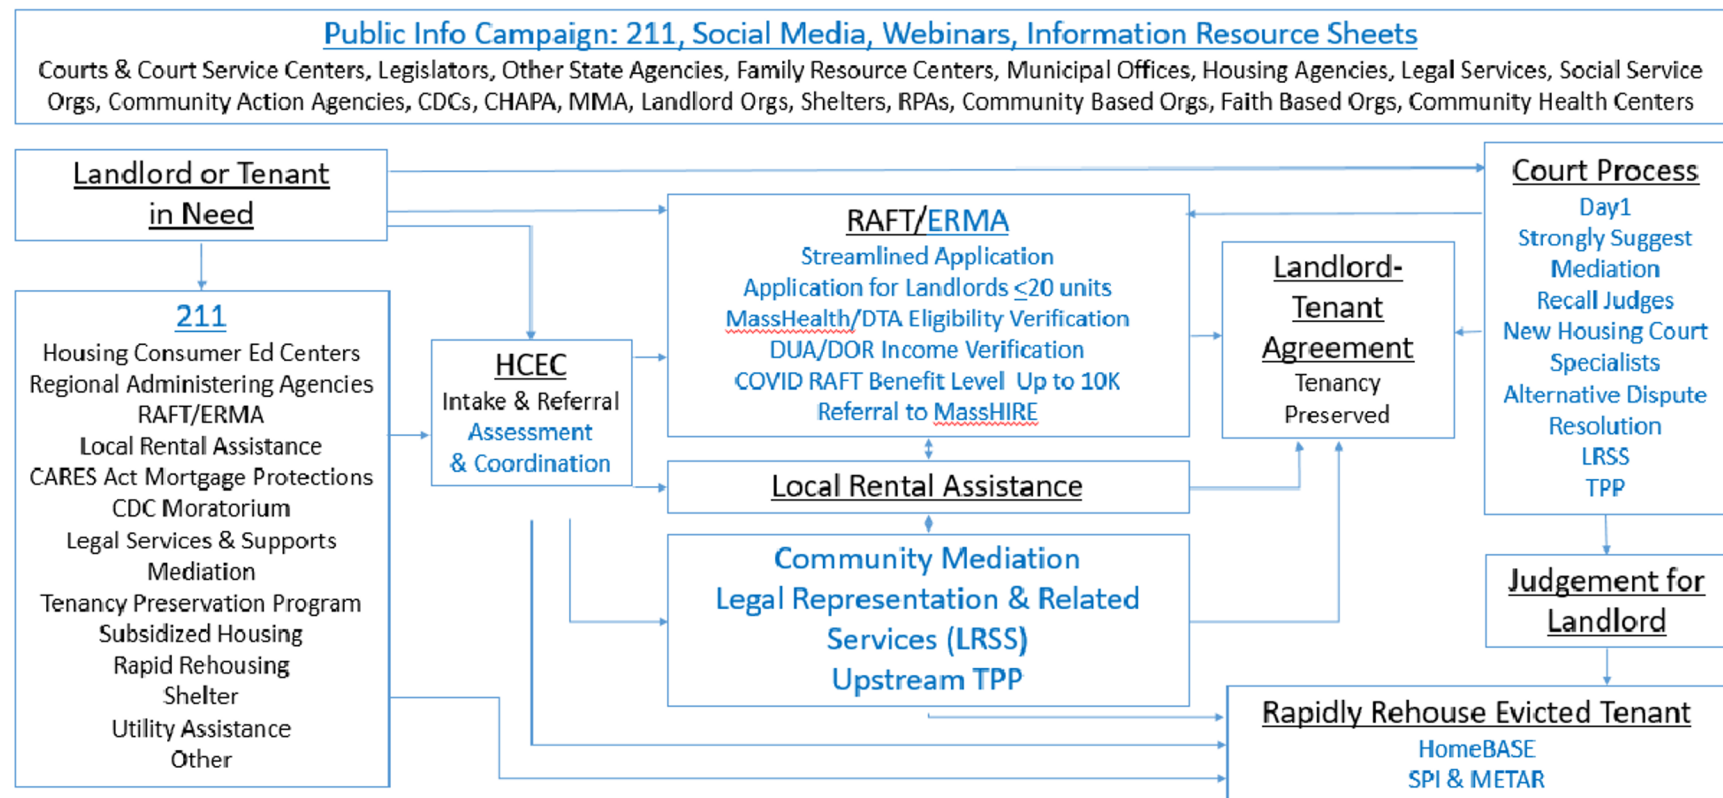 Public Info Campaign: 211, Social Media, Webinars, Information Resource Sheets
Courts & Court Service Centers, Legislators, Other State Agencies, Family Resource Centers, Municipal Offices, Housing Agencies, Legal Services, Social Service
Orgs, Community Action Agencies, CDCs, CHAPA, MMA, Landlord Orgs, Shelters, RPAs, Community Based Orgs, Faith Based Orgs, Community Health Centers
Landlord or Tenant
in Need
211
Housing Consumer Ed Centers
Regional Administering Agencies
RAFT/ERMA
Local Rental Assistance
CARES Act Mortgage Protections
CDC Moratorium
Legal Services & Supports
Mediation
Tenancy Preservation Program
Subsidized Housing
Rapid Rehousing
Shelter
Utility Assistance
Other
HCEC
Intake & Referral
Assessment
& Coordination
RAFT/ERMA
Streamlined Application
Application for Landlords ≤20 units
MassHealth/DTA Eligibility Verification
DUA/DOR Income Verification
COVID RAFT Benefit Level  Up to 10K
Referral to MassHIRE
Local Rental Assistance
Community Mediation
Legal Representation & Related
Services (LRSS)
Upstream TPP
Landlord-
Tenant
Agreement
Tenancy
Preserved
Court Process
Day1
Strongly Suggest
Mediation
Recall Judges
New Housing Court
Specialists
Alternative Dispute
Resolution
LRSS
TPP
Judgement for
Landlord
Rapidly Rehouse Evicted Tenant
HomeBASE
SPI & METAR